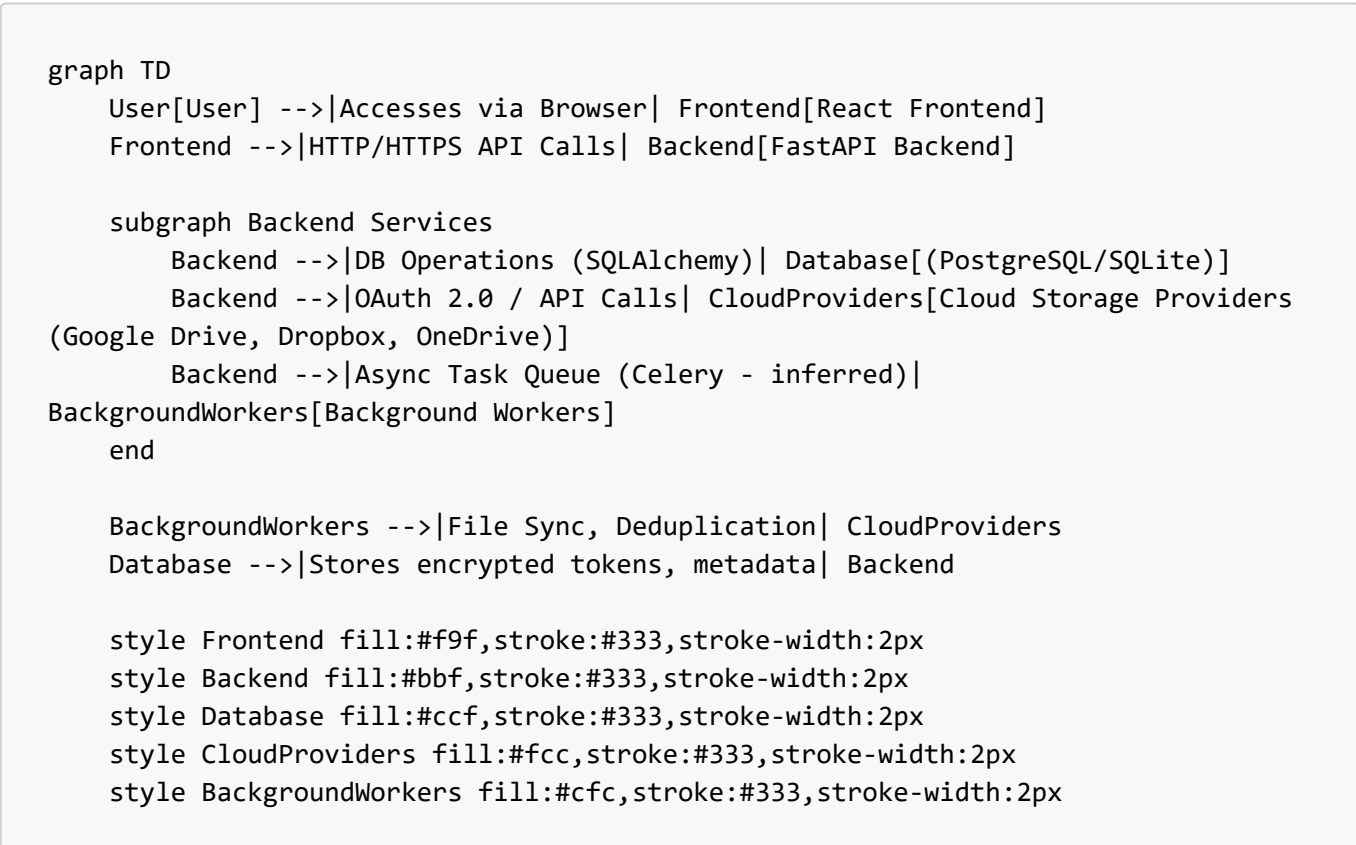 graph TD
    User[User] -->|Accesses via Browser| Frontend[React Frontend]
    Frontend -->|HTTP/HTTPS API Calls| Backend[FastAPI Backend]

    subgraph Backend Services
        Backend -->|DB Operations (SQLAlchemy)| Database[(PostgreSQL/SQLite)]
        Backend -->|OAuth 2.0 / API Calls| CloudProviders[Cloud Storage Providers
(Google Drive, Dropbox, OneDrive)]
        Backend -->|Async Task Queue (Celery - inferred)|
BackgroundWorkers[Background Workers]
    end

    BackgroundWorkers -->|File Sync, Deduplication| CloudProviders
    Database -->|Stores encrypted tokens, metadata| Backend

    style Frontend fill:#f9f,stroke:#333,stroke-width:2px
    style Backend fill:#bbf,stroke:#333,stroke-width:2px
    style Database fill:#ccf,stroke:#333,stroke-width:2px
    style CloudProviders fill:#fcc,stroke:#333,stroke-width:2px
    style BackgroundWorkers fill:#cfc,stroke:#333,stroke-width:2px